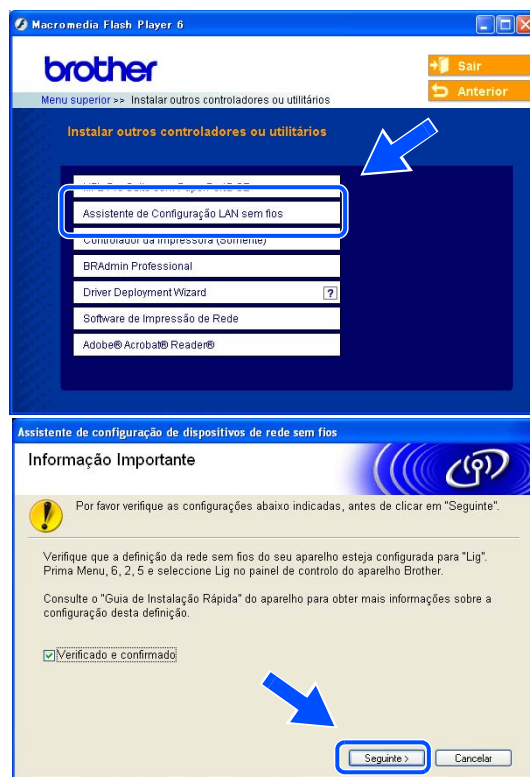 Macromedia Flash Player 6
brother
Sair
Anterior
Menu superior >> Instalar outros controladores ou utilitários
Instalar outros controladores ou utilitários
Assistente de Configuração LAN sem fios
Controlador da Impressora (Somente)
BRAdmin Professional
Driver Deployment Wizard ?
Software de Impressão de Rede
Adobe® Acrobat® Reader®
Assistente de configuração de dispositivos de rede sem fios
Informação Importante
Por favor verifique as configurações abaixo indicadas, antes de clicar em "Seguinte".
Verifique que a definição da rede sem fios do seu aparelho esteja configurada para "Lig".
Prima Menu, 6, 2, 5 e seleccione Lig no painel de controlo do aparelho Brother.
Consulte o "Guia de Instalação Rápida" do aparelho para obter mais informações sobre a
configuração desta definição.
Verificado e confirmado
Seguinte >
Cancelar